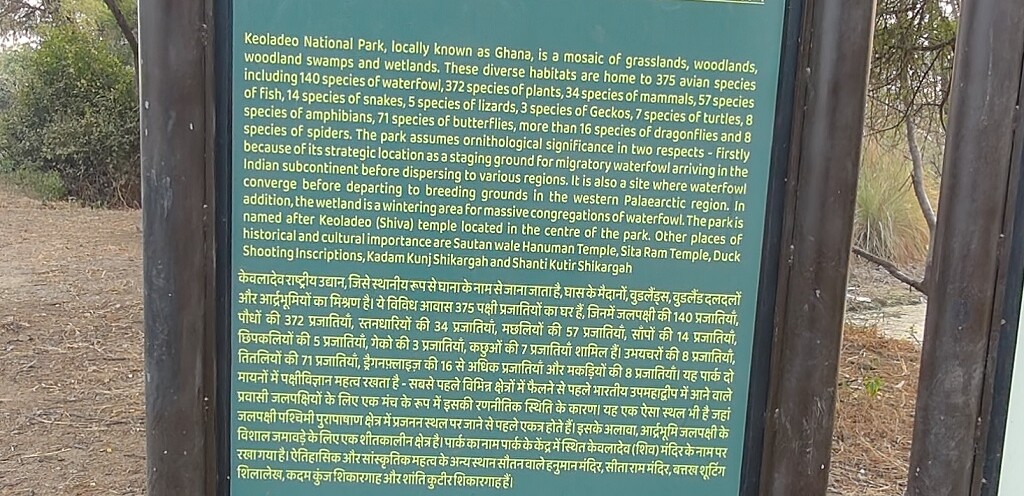 Keoladeo National Park, locally known as Ghana, is a mosaic of grasslands, woodlands,
woodland swamps and wetlands. These diverse habitats are home to 375 avian species
including 140 species of waterfowl, 372 species of plants, 34 species of mammals, 57 species
of fish, 14 species of snakes, 5 species of lizards, 3 species of Geckos, 7 species of turtles, 8
species of amphibians, 71 species of butterflies, more than 16 species of dragonflies and 8
species of spiders. The park assumes ornithological significance in two respects - Firstly
because of its strategic location as a staging ground for migratory waterfowl arriving in the
Indian subcontinent before dispersing to various regions. It is also a site where waterfowl
converge before departing to breeding grounds in the western Palaearctic region. In
addition, the wetland is a wintering area for massive congregations of waterfowl. The park is
named after Keoladeo (Shiva) temple located in the centre of the park. Other places of
historical and cultural importance are Sautan wale Hanuman Temple, Sita Ram Temple, Duck
Shooting Inscriptions, Kadam Kunj Shikargah and Shanti Kutir Shikargah
केवलादेव राष्ट्रीय उद्यान, जिसे स्थानीय रूप से घाना के नाम से जाना जाता है, घास के मैदानों, वुडलैंड्स, वुडलैंड दलदलों
और आर्द्रभूमियों का मिश्रण है। ये विविध आवास 375 पक्षी प्रजातियों का घर हैं, जिनमें जलपक्षी की 140 प्रजातियाँ,
पौधों की 372 प्रजातियाँ, स्तनधारियों की 34 प्रजातियाँ, मछलियों की 57 प्रजातियाँ, साँपों की 14 प्रजातियाँ,
छिपकलियों की 5 प्रजातियाँ, गेको की 3 प्रजातियाँ, कछुओं की 7 प्रजातियाँ शामिल हैं। उभयचरों की 8 प्रजातियाँ,
तितलियों की 71 प्रजातियाँ, ड्रैगनफ़्लाइज़ की 16 से अधिक प्रजातियाँ और मकड़ियों की 8 प्रजातियाँ। यह पार्क दो
मायनों में पक्षीविज्ञान महत्व रखता है - सबसे पहले विभिन्न क्षेत्रों में फैलने से पहले भारतीय उपमहाद्वीप में आने वाले
प्रवासी जलपक्षियों के लिए एक मंच के रूप में इसकी रणनीतिक स्थिति के कारण। यह एक ऐसा स्थल भी है जहां
जलपक्षी पश्चिमी पुरापाषाण क्षेत्र में प्रजनन स्थल पर जाने से पहले एकत्र होते हैं। इसके अलावा, आर्द्रभूमि जलपक्षी के
विशाल जमावड़े के लिए एक शीतकालीन क्षेत्र है। पार्क का नाम पार्क के केंद्र में स्थित केवलादेव (शिव) मंदिर के नाम पर
रखा गया है। ऐतिहासिक और सांस्कृतिक महत्व के अन्य स्थान सौतन वाले हनुमान मंदिर, सीता राम मंदिर, बत्तख शूटिंग
शिलालेख, कदम कुंज शिकारगाह और शांति कुटीर शिकारगाह हैं।